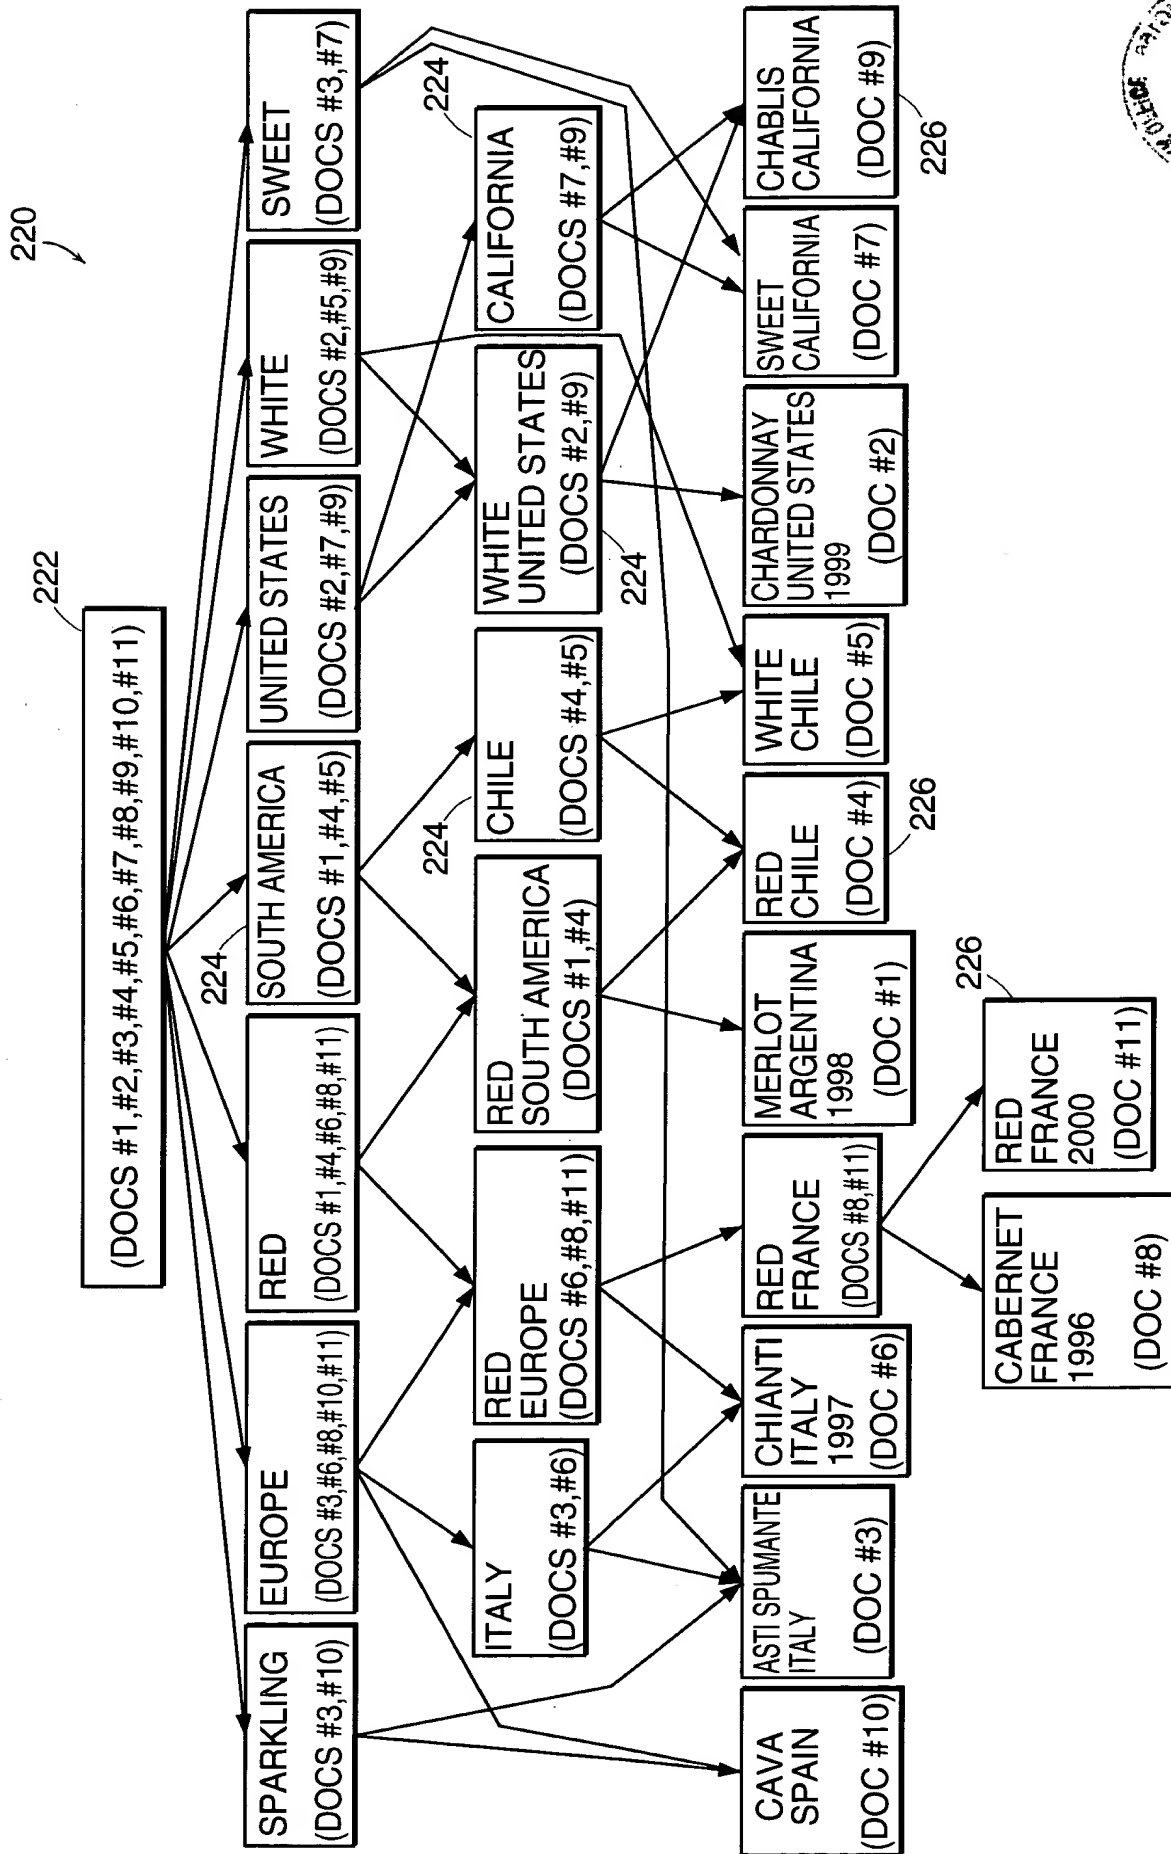 220
222
(DOCS #1,#2,#3,#4,#5,#6,#7,#8,#9,#10,#11)
SPARKLING
(DOCS #3,#10)
EUROPE
(DOCS #3,#6,#8,#10,#11)
RED
(DOCS #1,#4,#6,#8,#11)
224
SOUTH AMERICA
(DOCS #1,#4,#5)
UNITED STATES
(DOCS #2,#7,#9)
WHITE
(DOCS #2,#5,#9)
SWEET
(DOCS #3,#7)
ITALY
(DOCS #3,#6)
RED
EUROPE
(DOCS #6,#8,#11)
RED
SOUTH AMERICA
(DOCS #1,#4)
224
CHILE
(DOCS #4,#5)
WHITE
UNITED STATES
(DOCS #2,#9)
224
CALIFORNIA
(DOCS #7,#9)
224
CAVA
SPAIN
(DOC #10)
ASTI SPUMANTE
ITALY
(DOC #3)
CHIANTI
ITALY
1997
(DOC #6)
RED
FRANCE
(DOCS #8,#11)
MERLOT
ARGENTINA
1998
(DOC #1)
RED
CHILE
(DOC #4)
226
WHITE
CHILE
(DOC #5)
CHARDONNAY
UNITED STATES
1999
(DOC #2)
SWEET
CALIFORNIA
(DOC #7)
CHABLIS
CALIFORNIA
(DOC #9)
226
CABERNET
FRANCE
1996
(DOC #8)
RED
FRANCE
2000
(DOC #11)
226